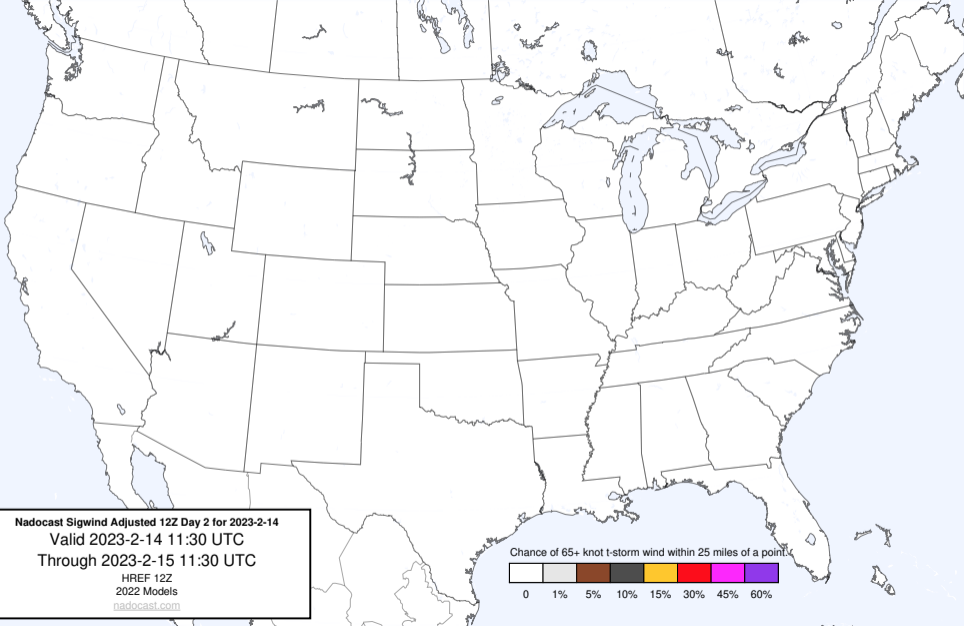 Nadocast Sigwind Adjusted 12Z Day 2 for 2023-2-14
Valid 2023-2-14 11:30 UTC
Through 2023-2-15 11:30 UTC
HREF 12Z
2022 Models
nadocast.com
Chance of 65+ knot t-storm wind within 25 miles of a point.
0 1% 5% 10% 15% 30% 45% 60%